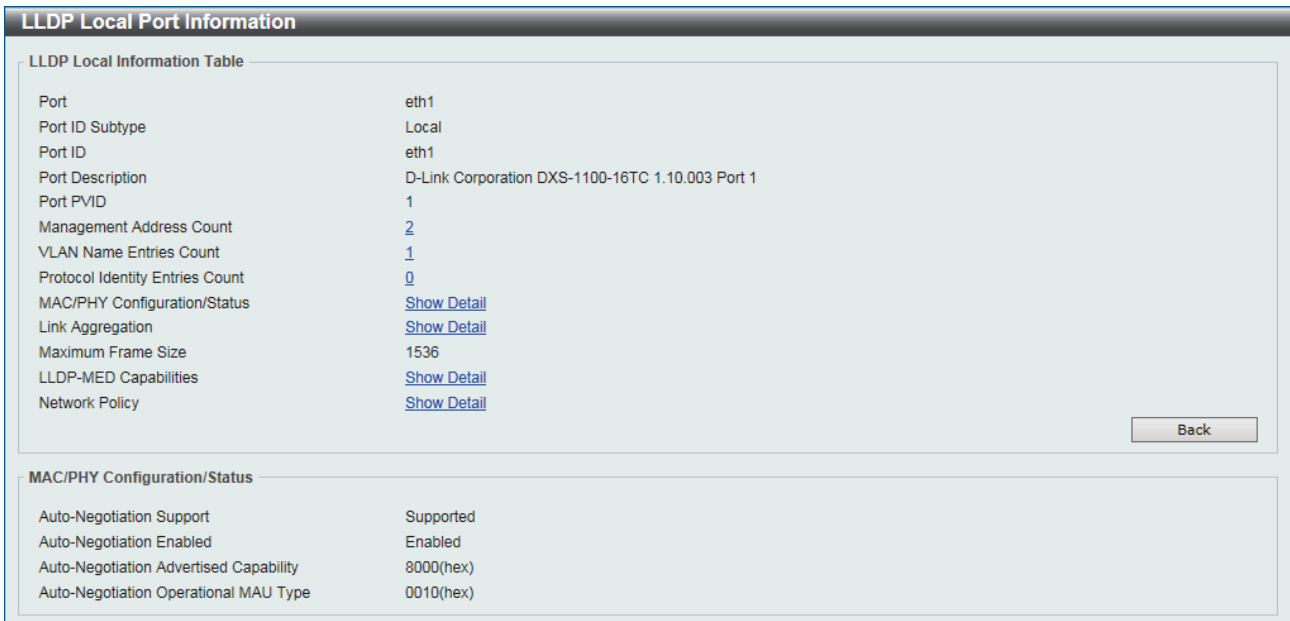 LLDP Local Port Information
LLDP Local Information Table
Port eth1
Port ID Subtype Local
Port ID eth1
Port Description D-Link Corporation DXS-1100-16TC 1.10.003 Port 1
Port PVID 1
Management Address Count 2
VLAN Name Entries Count 1
Protocol Identity Entries Count 0
MAC/PHY Configuration/Status Show Detail
Link Aggregation Show Detail
Maximum Frame Size 1536
LLDP-MED Capabilities Show Detail
Network Policy Show Detail
Back
MAC/PHY Configuration/Status
Auto-Negotiation Support Supported
Auto-Negotiation Enabled Enabled
Auto-Negotiation Advertised Capability 8000(hex)
Auto-Negotiation Operational MAU Type 0010(hex)